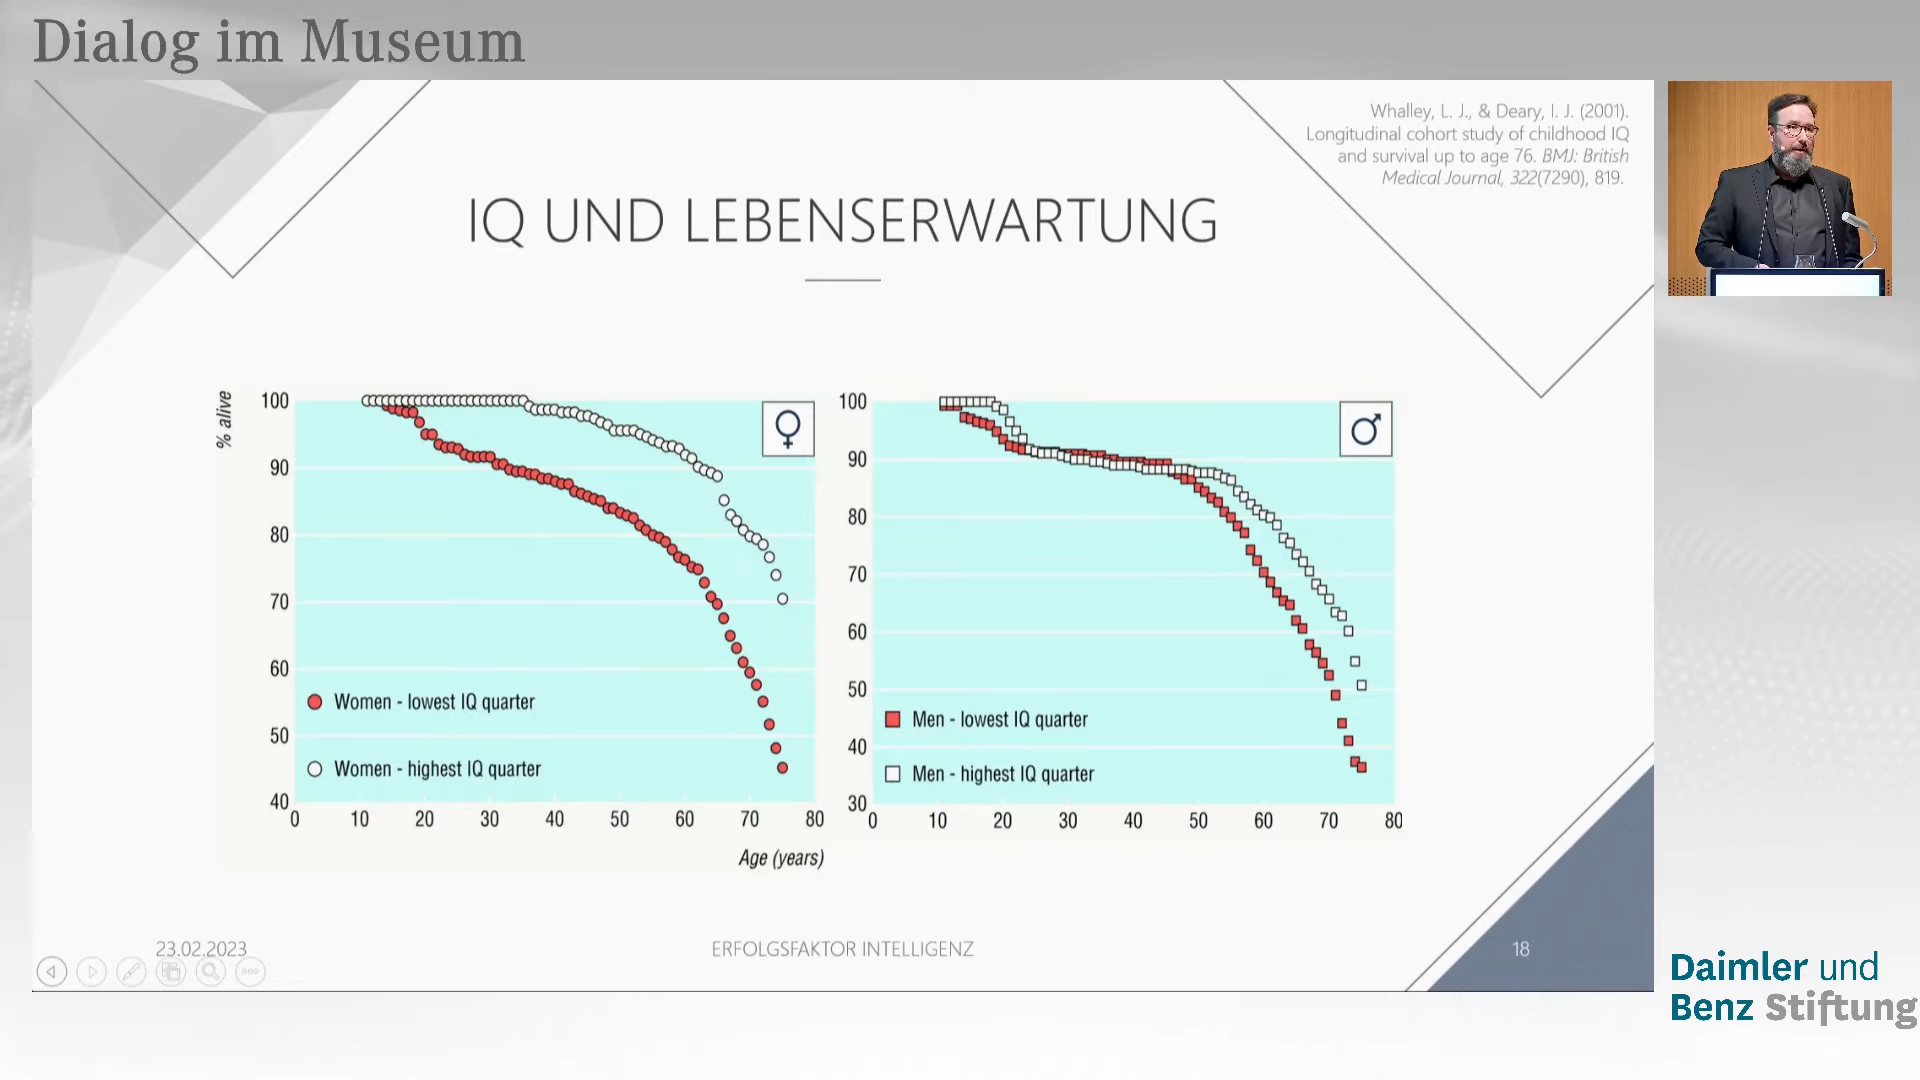 Dialog im Museum
Whalley, L. J., & Deary, I. J. (2001).
Longitudinal cohort study of childhood IQ
and survival up to age 76. BMJ: British
Medical Journal, 322(7290), 819.
IQ UND LEBENSERWARTUNG
% alive
100
90
80
70
60
50
40
0 10 20 30 40 50 60 70 80
Women - lowest IQ quarter
Women - highest IQ quarter
Age (years)
100
90
80
70
60
50
40
30
0 10 20 30 40 50 60 70 80
Men - lowest IQ quarter
Men - highest IQ quarter
23.02.2023
ERFOLGSFAKTOR INTELLIGENZ
18
Daimler und
Benz Stiftung